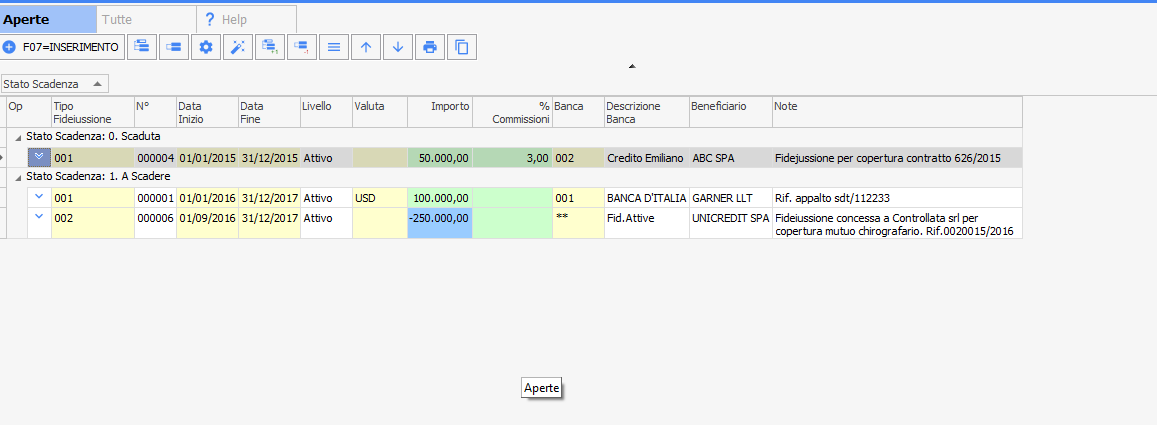 Aperte Tutte ? Help
F07=INSERIMENTO
Stato Scadenza
Op Tipo Fideiussione N° Data Inizio Data Fine Livello Valuta Importo % Commissioni Banca Descrizione Banca Beneficiario Note
Stato Scadenza: 0. Scaduta
001 000004 01/01/2015 31/12/2015 Attivo 50.000,00 3,00 002 Credito Emiliano ABC SPA Fidejussione per copertura contratto 626/2015
Stato Scadenza: 1. A Scadere
001 000001 01/01/2016 31/12/2017 Attivo USD 100.000,00 001 BANCA D'ITALIA GARNER LLT Rif. appalto sdt/112233
002 000006 01/09/2016 31/12/2017 Attivo -250.000,00 ** Fid.Attive UNICREDIT SPA Fideiussione concessa a Controllata srl per
copertura mutuo chirografario. Rif.0020015/2016
Aperte